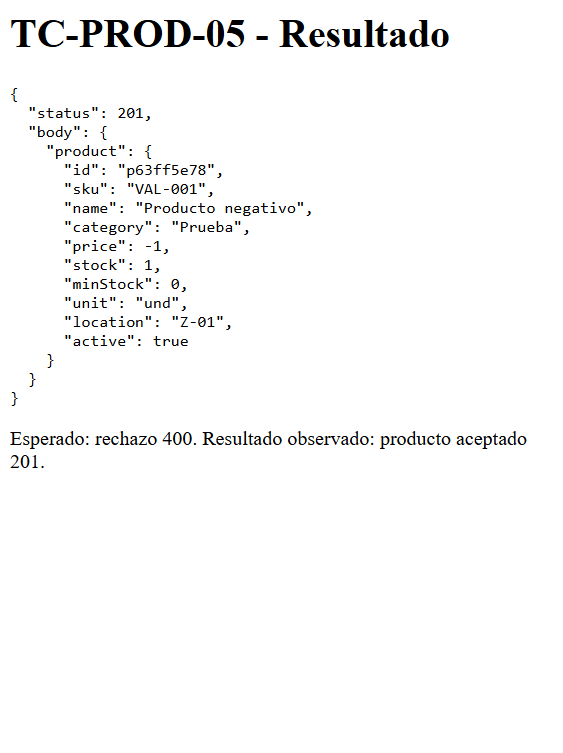 TC-PROD-05 - Resultado
{
  "status": 201,
  "body": {
    "product": {
      "id": "p63ff5e78",
      "sku": "VAL-001",
      "name": "Producto negativo",
      "category": "Prueba",
      "price": -1,
      "stock": 1,
      "minStock": 0,
      "unit": "und",
      "location": "Z-01",
      "active": true
    }
  }
}
Esperado: rechazo 400. Resultado observado: producto aceptado
201.